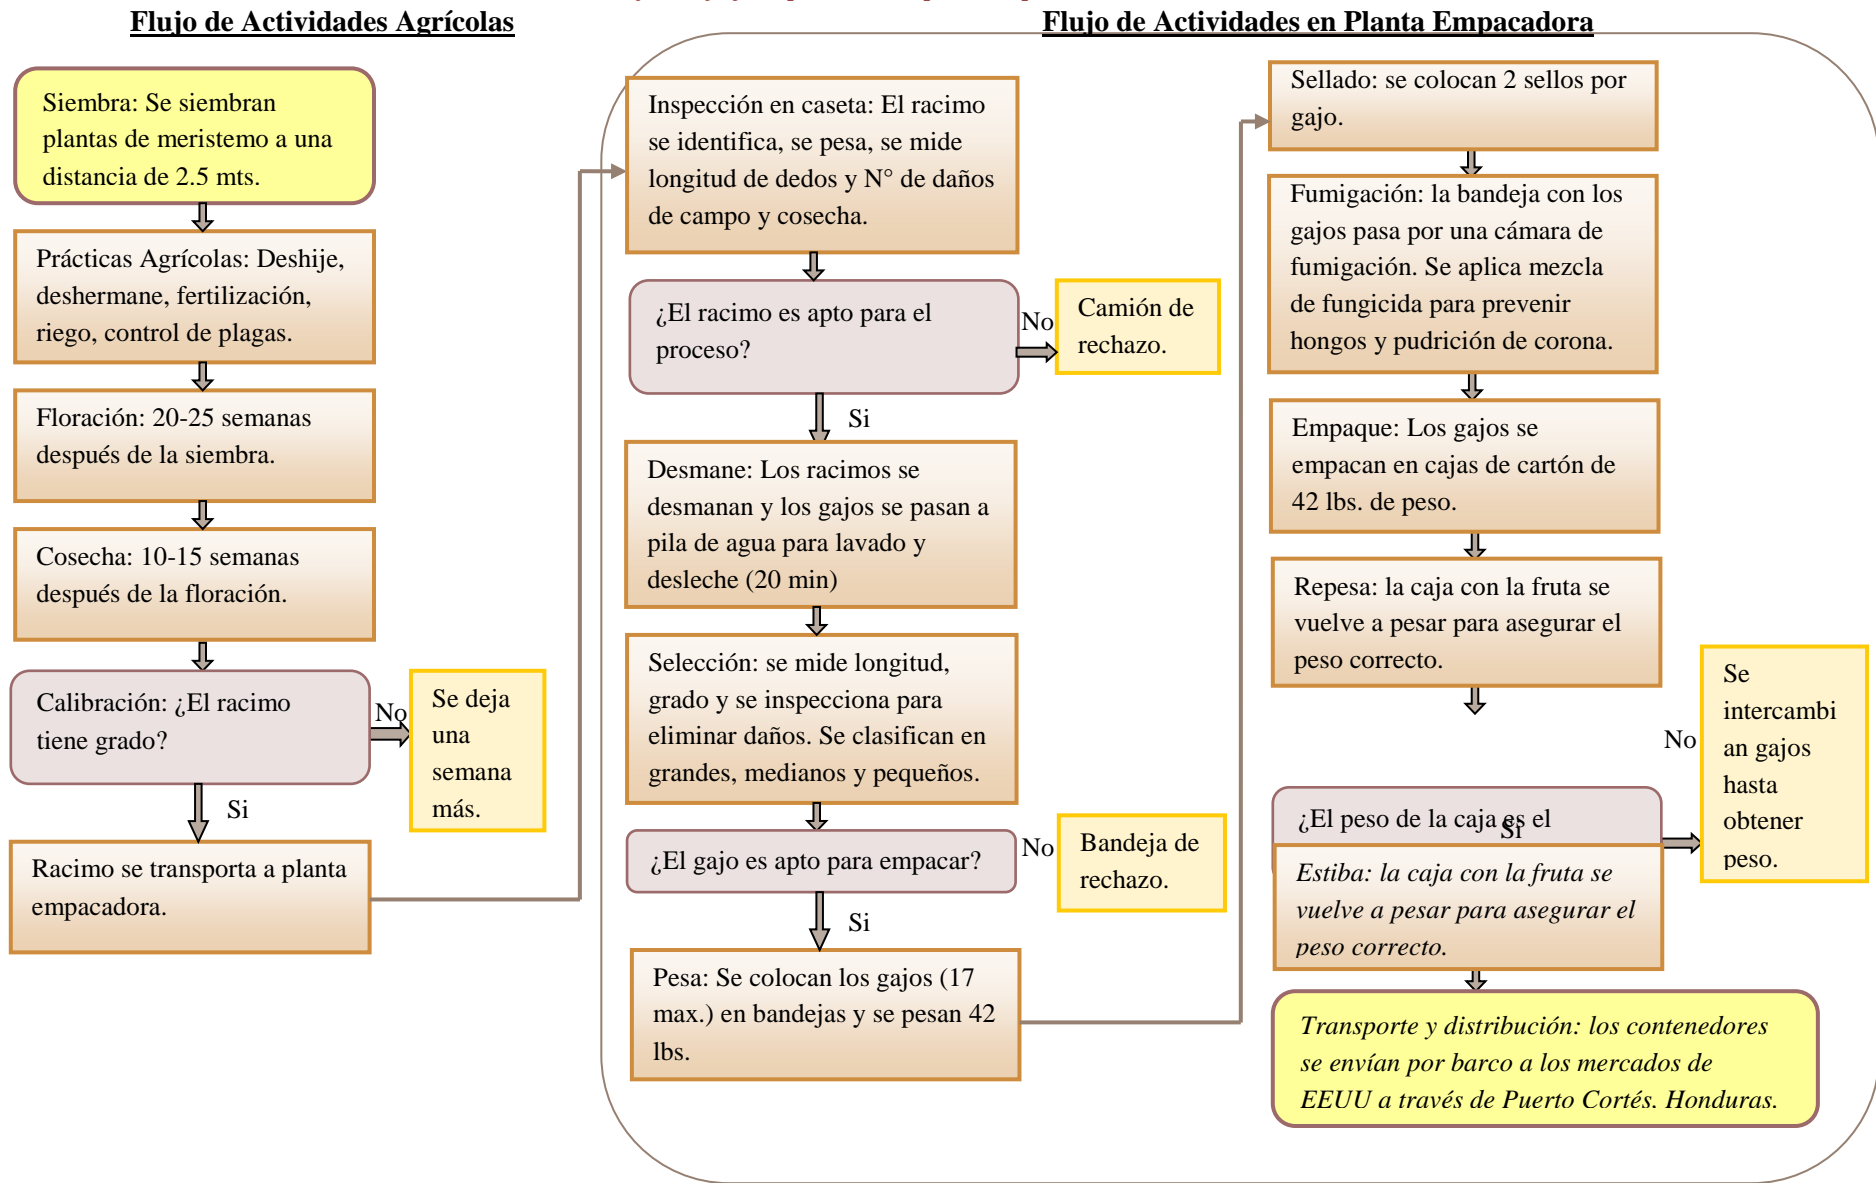 Flujo de Actividades Agrícolas
Siembra: Se siembran
plantas de meristemo a una
distancia de 2.5 mts.
Prácticas Agrícolas: Deshije,
deshermane, fertilización,
riego, control de plagas.
Floración: 20-25 semanas
después de la siembra.
Cosecha: 10-15 semanas
después de la floración.
Calibración: ¿El racimo
tiene grado?
No
Se deja
una
semana
más.
Si
Racimo se transporta a planta
empacadora.
Flujo de Actividades en Planta Empacadora
Inspección en caseta: El racimo
se identifica, se pesa, se mide
longitud de dedos y N° de daños
de campo y cosecha.
¿El racimo es apto para el
proceso?
No
Camión de
rechazo.
Si
Desmane: Los racimos se
desmanan y los gajos se pasan a
pila de agua para lavado y
desleche (20 min)
Selección: se mide longitud,
grado y se inspecciona para
eliminar daños. Se clasifican en
grandes, medianos y pequeños.
¿El gajo es apto para empacar?
No
Bandeja de
rechazo.
Si
Pesa: Se colocan los gajos (17
max.) en bandejas y se pesan 42
lbs.
Sellado: se colocan 2 sellos por
gajo.
Fumigación: la bandeja con los
gajos pasa por una cámara de
fumigación. Se aplica mezcla
de fungicida para prevenir
hongos y pudrición de corona.
Empaque: Los gajos se
empacan en cajas de cartón de
42 lbs. de peso.
Repesa: la caja con la fruta se
vuelve a pesar para asegurar el
peso correcto.
¿El peso de la caja es el
No
Se
intercambi
an gajos
hasta
obtener
peso.
Si
Estiba: la caja con la fruta se
vuelve a pesar para asegurar el
peso correcto.
Transporte y distribución: los contenedores
se envían por barco a los mercados de
EEUU a través de Puerto Cortés. Honduras.